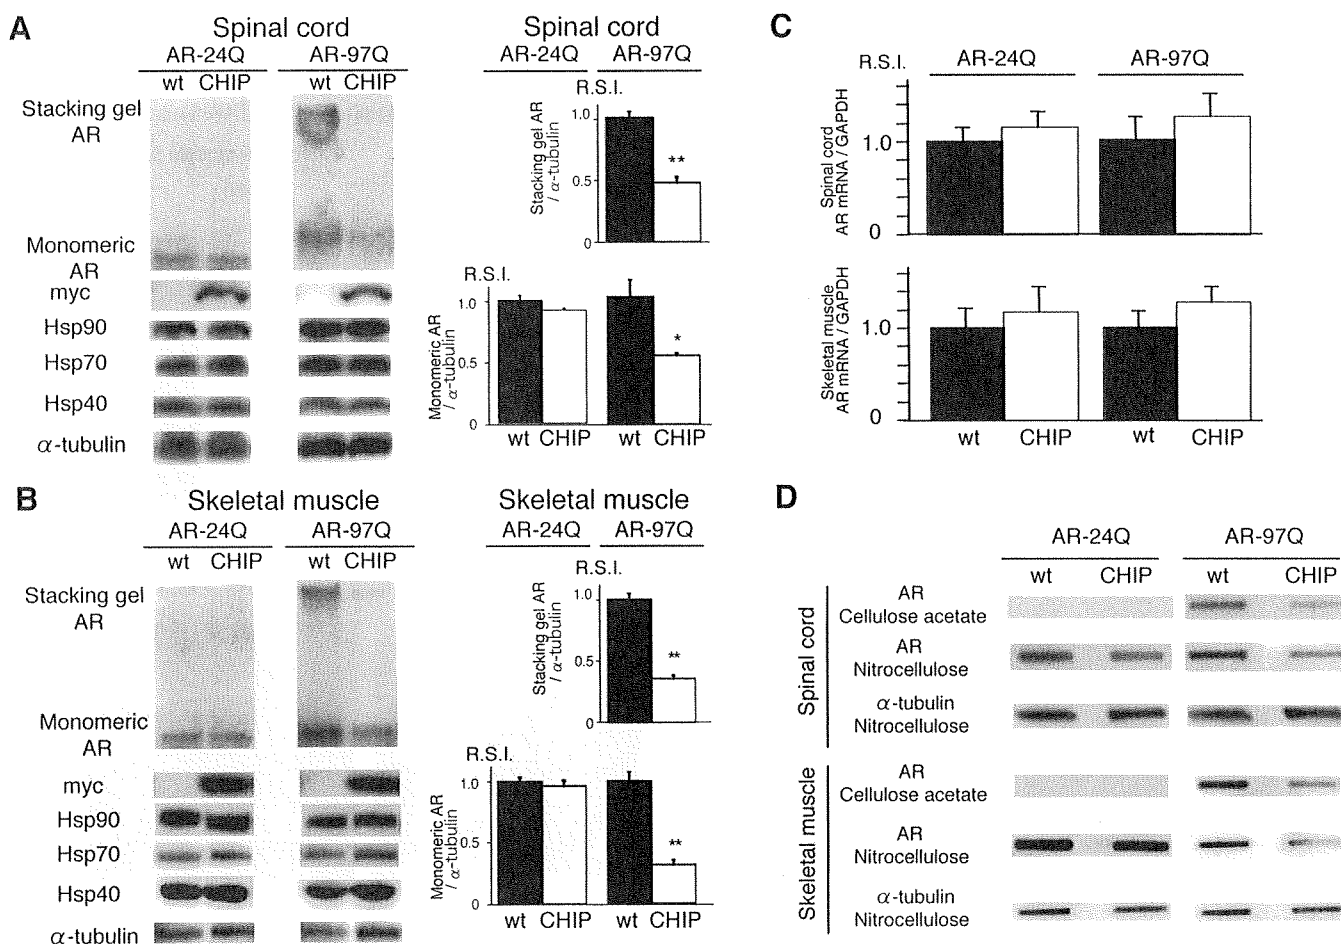 A
Spinal cord
AR-24Q AR-97Q
wt CHIP wt CHIP
Stacking gel
AR
Monomeric
AR
myc
Hsp90
Hsp70
Hsp40
α-tubulin
Spinal cord
AR-24Q AR-97Q
R.S.I.
Stacking gel AR
/ α-tubulin
1.0
0.5
0
**
R.S.I.
Monomeric AR
/ α-tubulin
1.0
0.5
0
*
wt CHIP wt CHIP
B
Skeletal muscle
AR-24Q AR-97Q
wt CHIP wt CHIP
Stacking gel
AR
Monomeric
AR
myc
Hsp90
Hsp70
Hsp40
α-tubulin
Skeletal muscle
AR-24Q AR-97Q
R.S.I.
Stacking gel AR
/ α-tubulin
1.0
0.5
0
**
R.S.I.
Monomeric AR
/ α-tubulin
1.0
0.5
0
**
wt CHIP wt CHIP
C
R.S.I. AR-24Q AR-97Q
Spinal cord
AR mRNA / GAPDH
1.0
0
Skeletal muscle
AR mRNA / GAPDH
1.0
0
wt CHIP wt CHIP
D
AR-24Q AR-97Q
wt CHIP wt CHIP
Spinal cord
AR
Cellulose acetate
AR
Nitrocellulose
α-tubulin
Nitrocellulose
Skeletal muscle
AR
Cellulose acetate
AR
Nitrocellulose
α-tubulin
Nitrocellulose